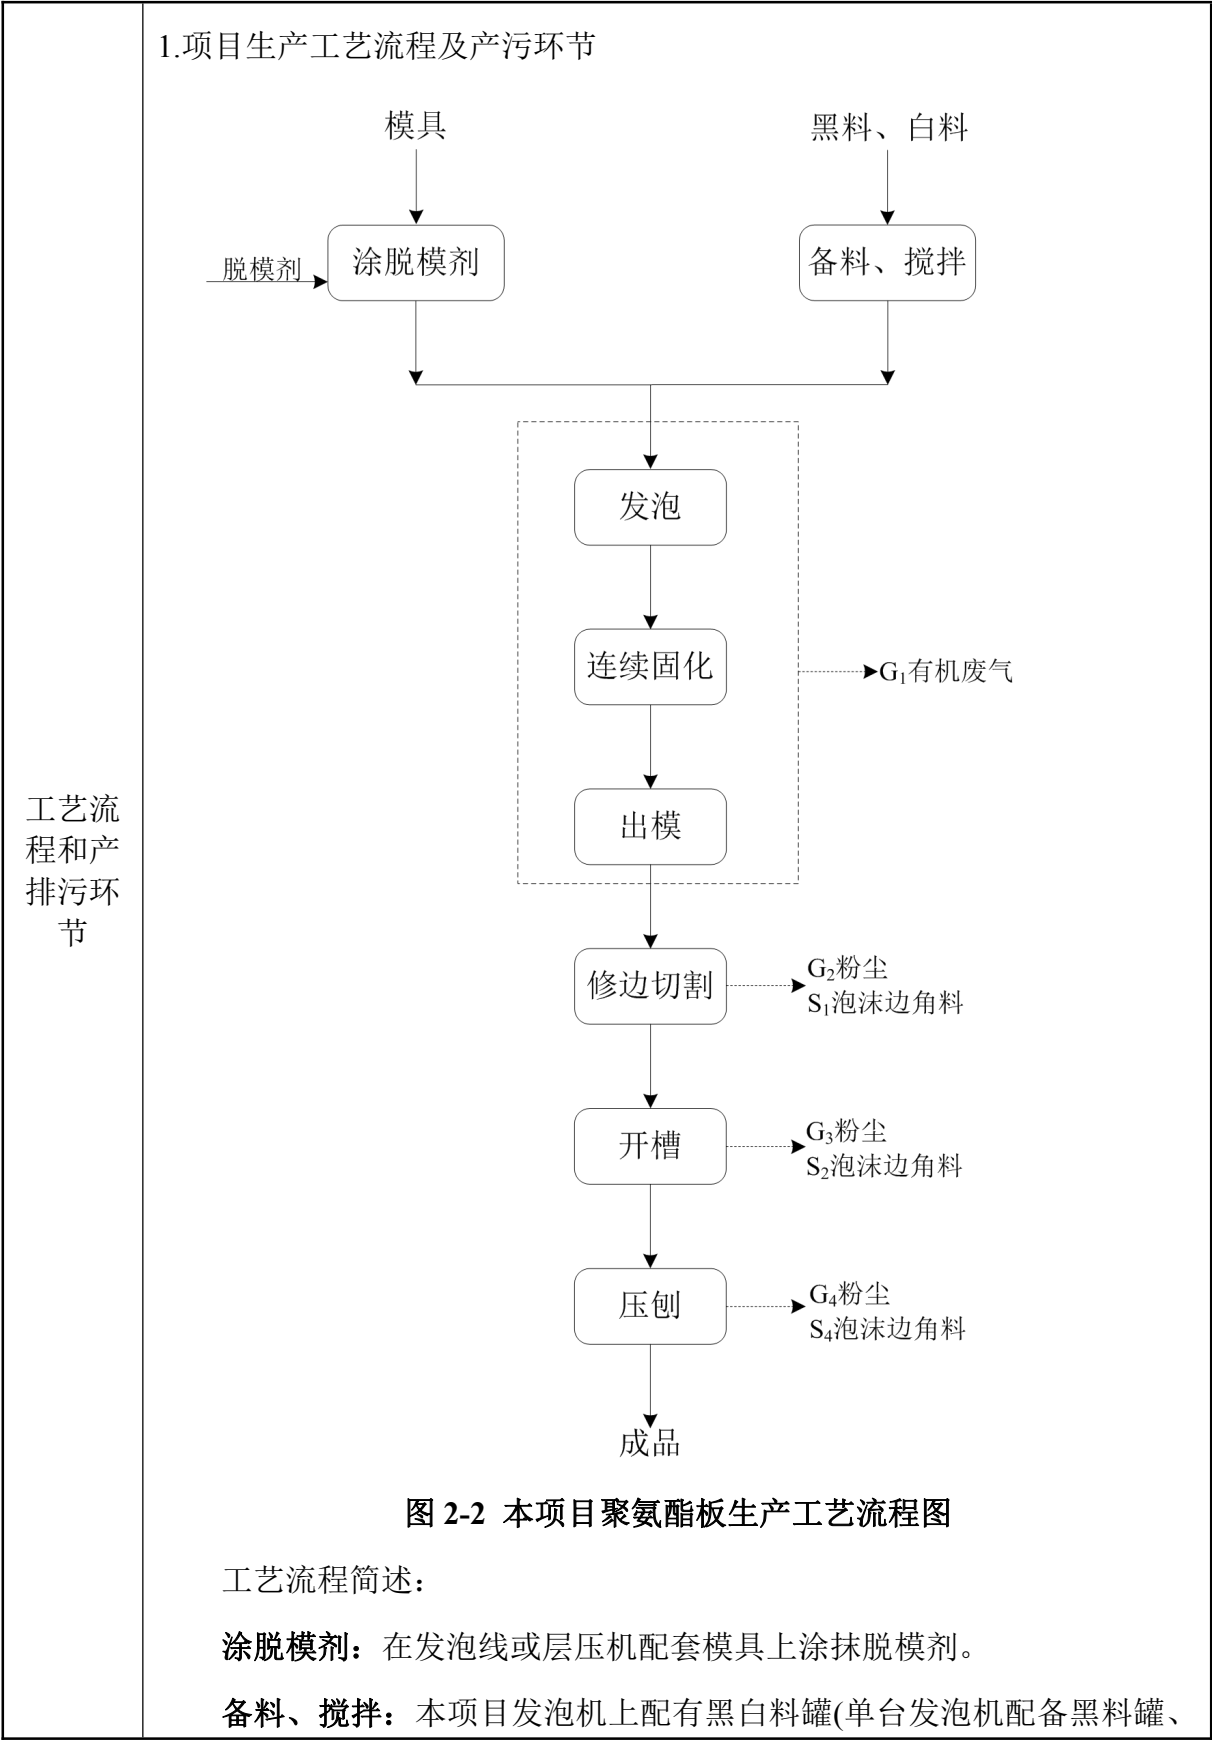 1.项目生产工艺流程及产污环节
模具
黑料、白料
脱模剂
涂脱模剂
备料、搅拌
发泡
连续固化
G₁有机废气
出模
工艺流
程和产
排污环
节
修边切割
G₂粉尘
S₁泡沫边角料
开槽
G₃粉尘
S₂泡沫边角料
压刨
G₄粉尘
S₄泡沫边角料
成品
图 2-2 本项目聚氨酯板生产工艺流程图
工艺流程简述：
涂脱模剂：在发泡线或层压机配套模具上涂抹脱模剂。
备料、搅拌：本项目发泡机上配有黑白料罐(单台发泡机配备黑料罐、